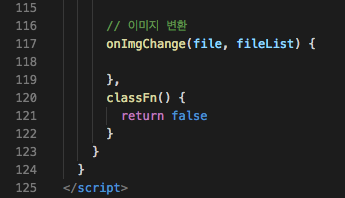 115
116 // 이미지 변환
117 onImgChange(file, fileList) {
118
119 },
120 classFn() {
121 return false
122 }
123 }
124 }
125 </script>